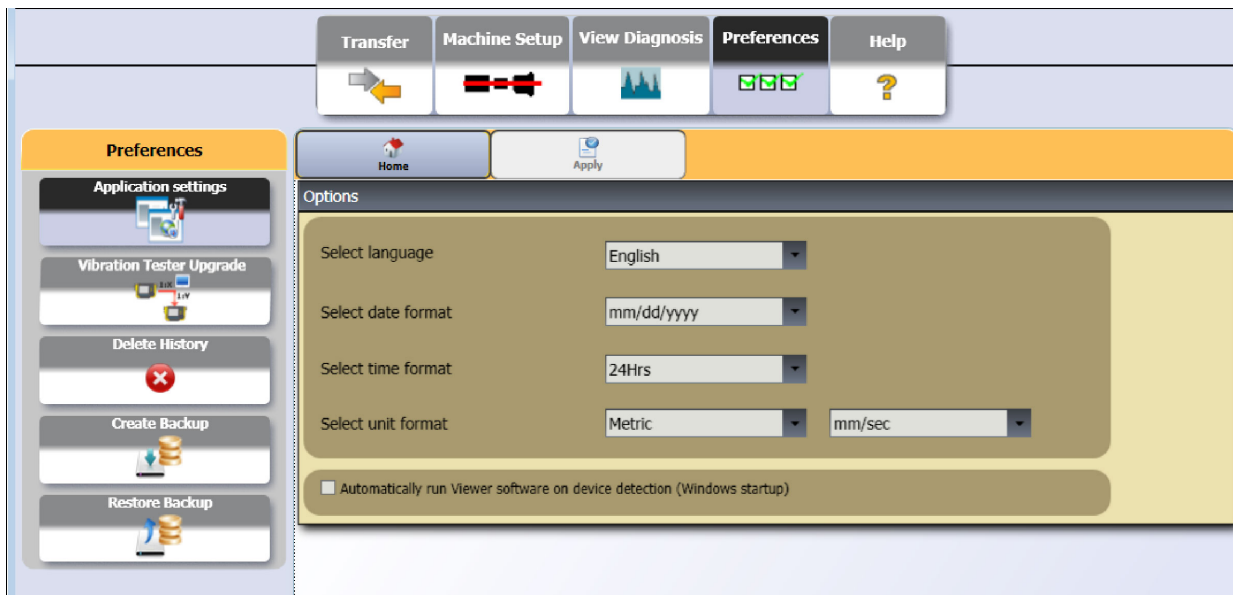 Transfer
Machine Setup
View Diagnosis
Preferences
Help
Preferences
Application settings
Vibration Tester Upgrade
Delete History
Create Backup
Restore Backup
Home
Apply
Options
Select language
English
Select date format
mm/dd/yyyy
Select time format
24Hrs
Select unit format
Metric
mm/sec
Automatically run Viewer software on device detection (Windows startup)